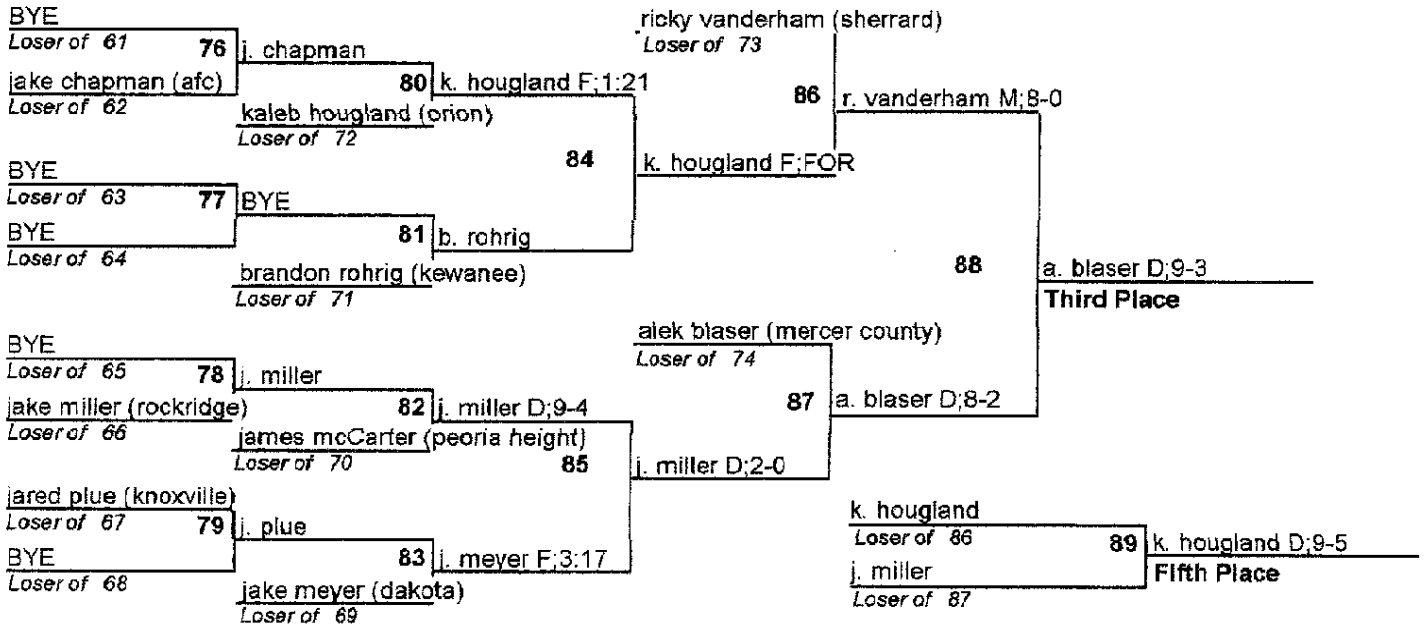 BYE
Loser of 61
76
j. chapman
jake chapman (afc)
Loser of 62
80
k. hougland F;1:21
kaleb hougland (orion)
Loser of 72
84
k. hougland F;FOR
BYE
Loser of 63
77
BYE
BYE
Loser of 64
81
b. rohrig
brandon rohrig (kewanee)
Loser of 71
ricky vanderham (sherrard)
Loser of 73
86
r. vanderham M;8-0
88
a. blaser D;9-3
Third Place
BYE
Loser of 65
78
j. miller
jake miller (rockridge)
Loser of 66
82
j. miller D;9-4
james mcCarter (peoria height)
Loser of 70
85
j. miller D;2-0
jared plue (knoxville)
Loser of 67
79
j. plue
BYE
Loser of 68
83
j. meyer F;3:17
jake meyer (dakota)
Loser of 69
alek blaser (mercer county)
Loser of 74
87
a. blaser D;8-2
k. hougland
Loser of 86
89
k. hougland D;9-5
Fifth Place
j. miller
Loser of 87